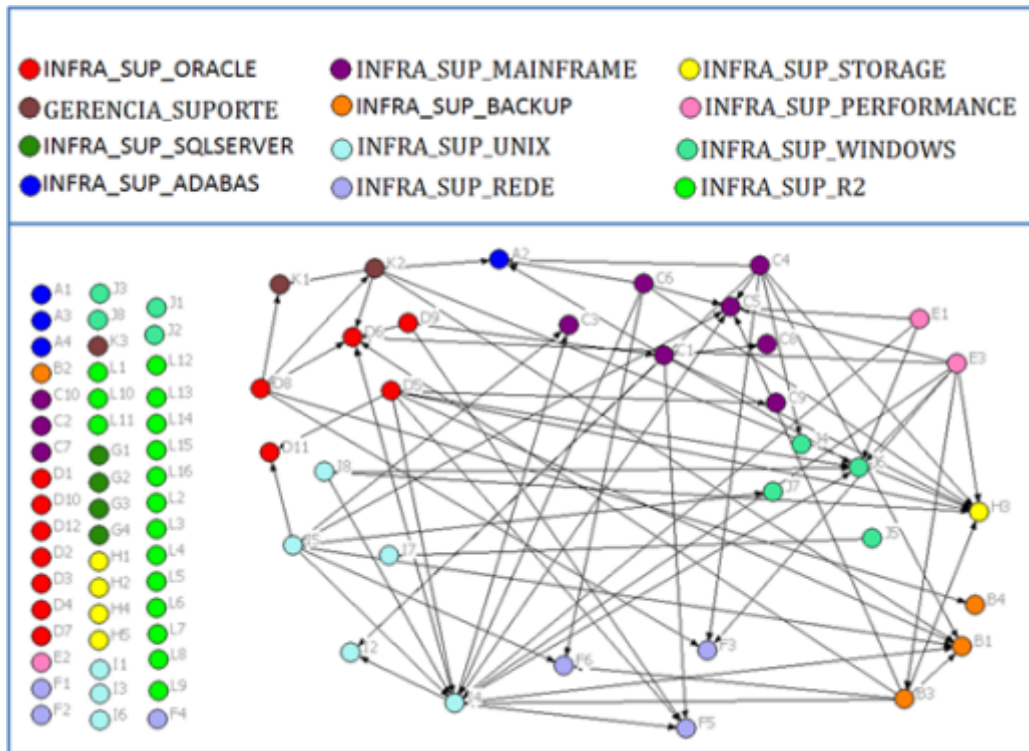 INFRA_SUP_ORACLE INFRA_SUP_MAINFRAME INFRA_SUP_STORAGE
GERENCIA_SUPORTE INFRA_SUP_BACKUP INFRA_SUP_PERFORMANCE
INFRA_SUP_SQLSERVER INFRA_SUP_UNIX INFRA_SUP_WINDOWS
INFRA_SUP_ADABAS INFRA_SUP_REDE INFRA_SUP_R2
A1 J3 J1
A3 J8 J2
A4 K3 L12
B2 L1 L13
C10 L10 L14
C2 L11 L15
C7 G1 L16
D1 G2 L2
D10 G3 L3
D12 G4 L4
D2 H1 L5
D3 H2 L6
D4 H4 L7
D7 H5 L8
E2 I1 L9
F1 I3 F4
F2 I6
K2 A2 C4
K1 C6
C5 E1
D9 C3
D6 C8
C1 E3
D8 D5 C9
D11 J4
I8 J7
H3
I5 I7 J5
B4
I2 F6 F3 B1
B3
F5